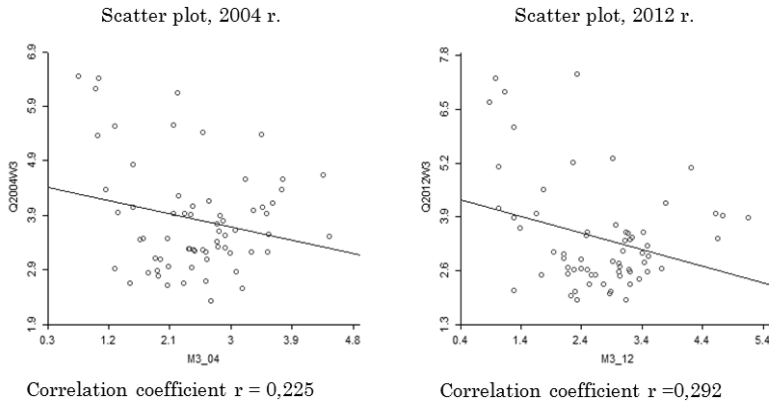 Scatter plot, 2004 r.
6.9
5.9
4.9
3.9
2.9
1.9
Q2004W3
0.3 1.2 2.1 3 3.9 4.8
M3_04
Correlation coefficient r = 0,225
Scatter plot, 2012 r.
7.8
6.5
5.2
3.9
2.6
1.3
Q2012W3
0.4 1.4 2.4 3.4 4.4 5.4
M3_12
Correlation coefficient r =0,292